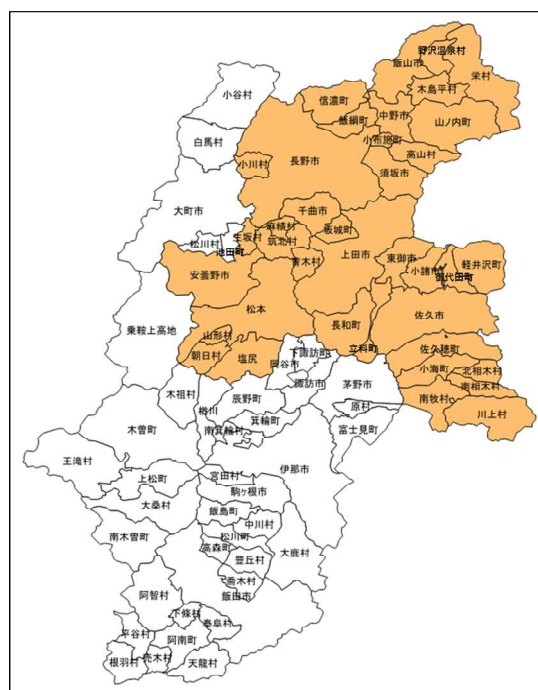 野沢温泉村
飯山市
栄村
小谷村
木島平村
信濃町
飯綱町
中野市
山ノ内町
白馬村
小布施町
高山村
小川村
長野市
須坂市
大町市
千曲市
麻績村
坂城町
生坂村
筑北村
松川村
池田町
青木村
上田市
東御市
軽井沢町
小諸市
御代田町
安曇野市
松本
長和町
佐久市
乗鞍上高地
山形村
立科町
佐久穂町
朝日村
塩尻
下諏訪町
岡谷市
小海町
北相木村
諏訪市
茅野市
南相木村
木祖村
辰野町
原村
南牧村
川上村
楢川
箕輪町
木曽町
南箕輪村
富士見町
王滝村
伊那市
上松町
宮田村
駒ヶ根市
大桑村
飯島町
中川村
南木曽町
松川町
高森町
大鹿村
豊丘村
喬木村
阿智村
飯田市
下條村
泰阜村
平谷村
阿南町
根羽村
売木村
天龍村